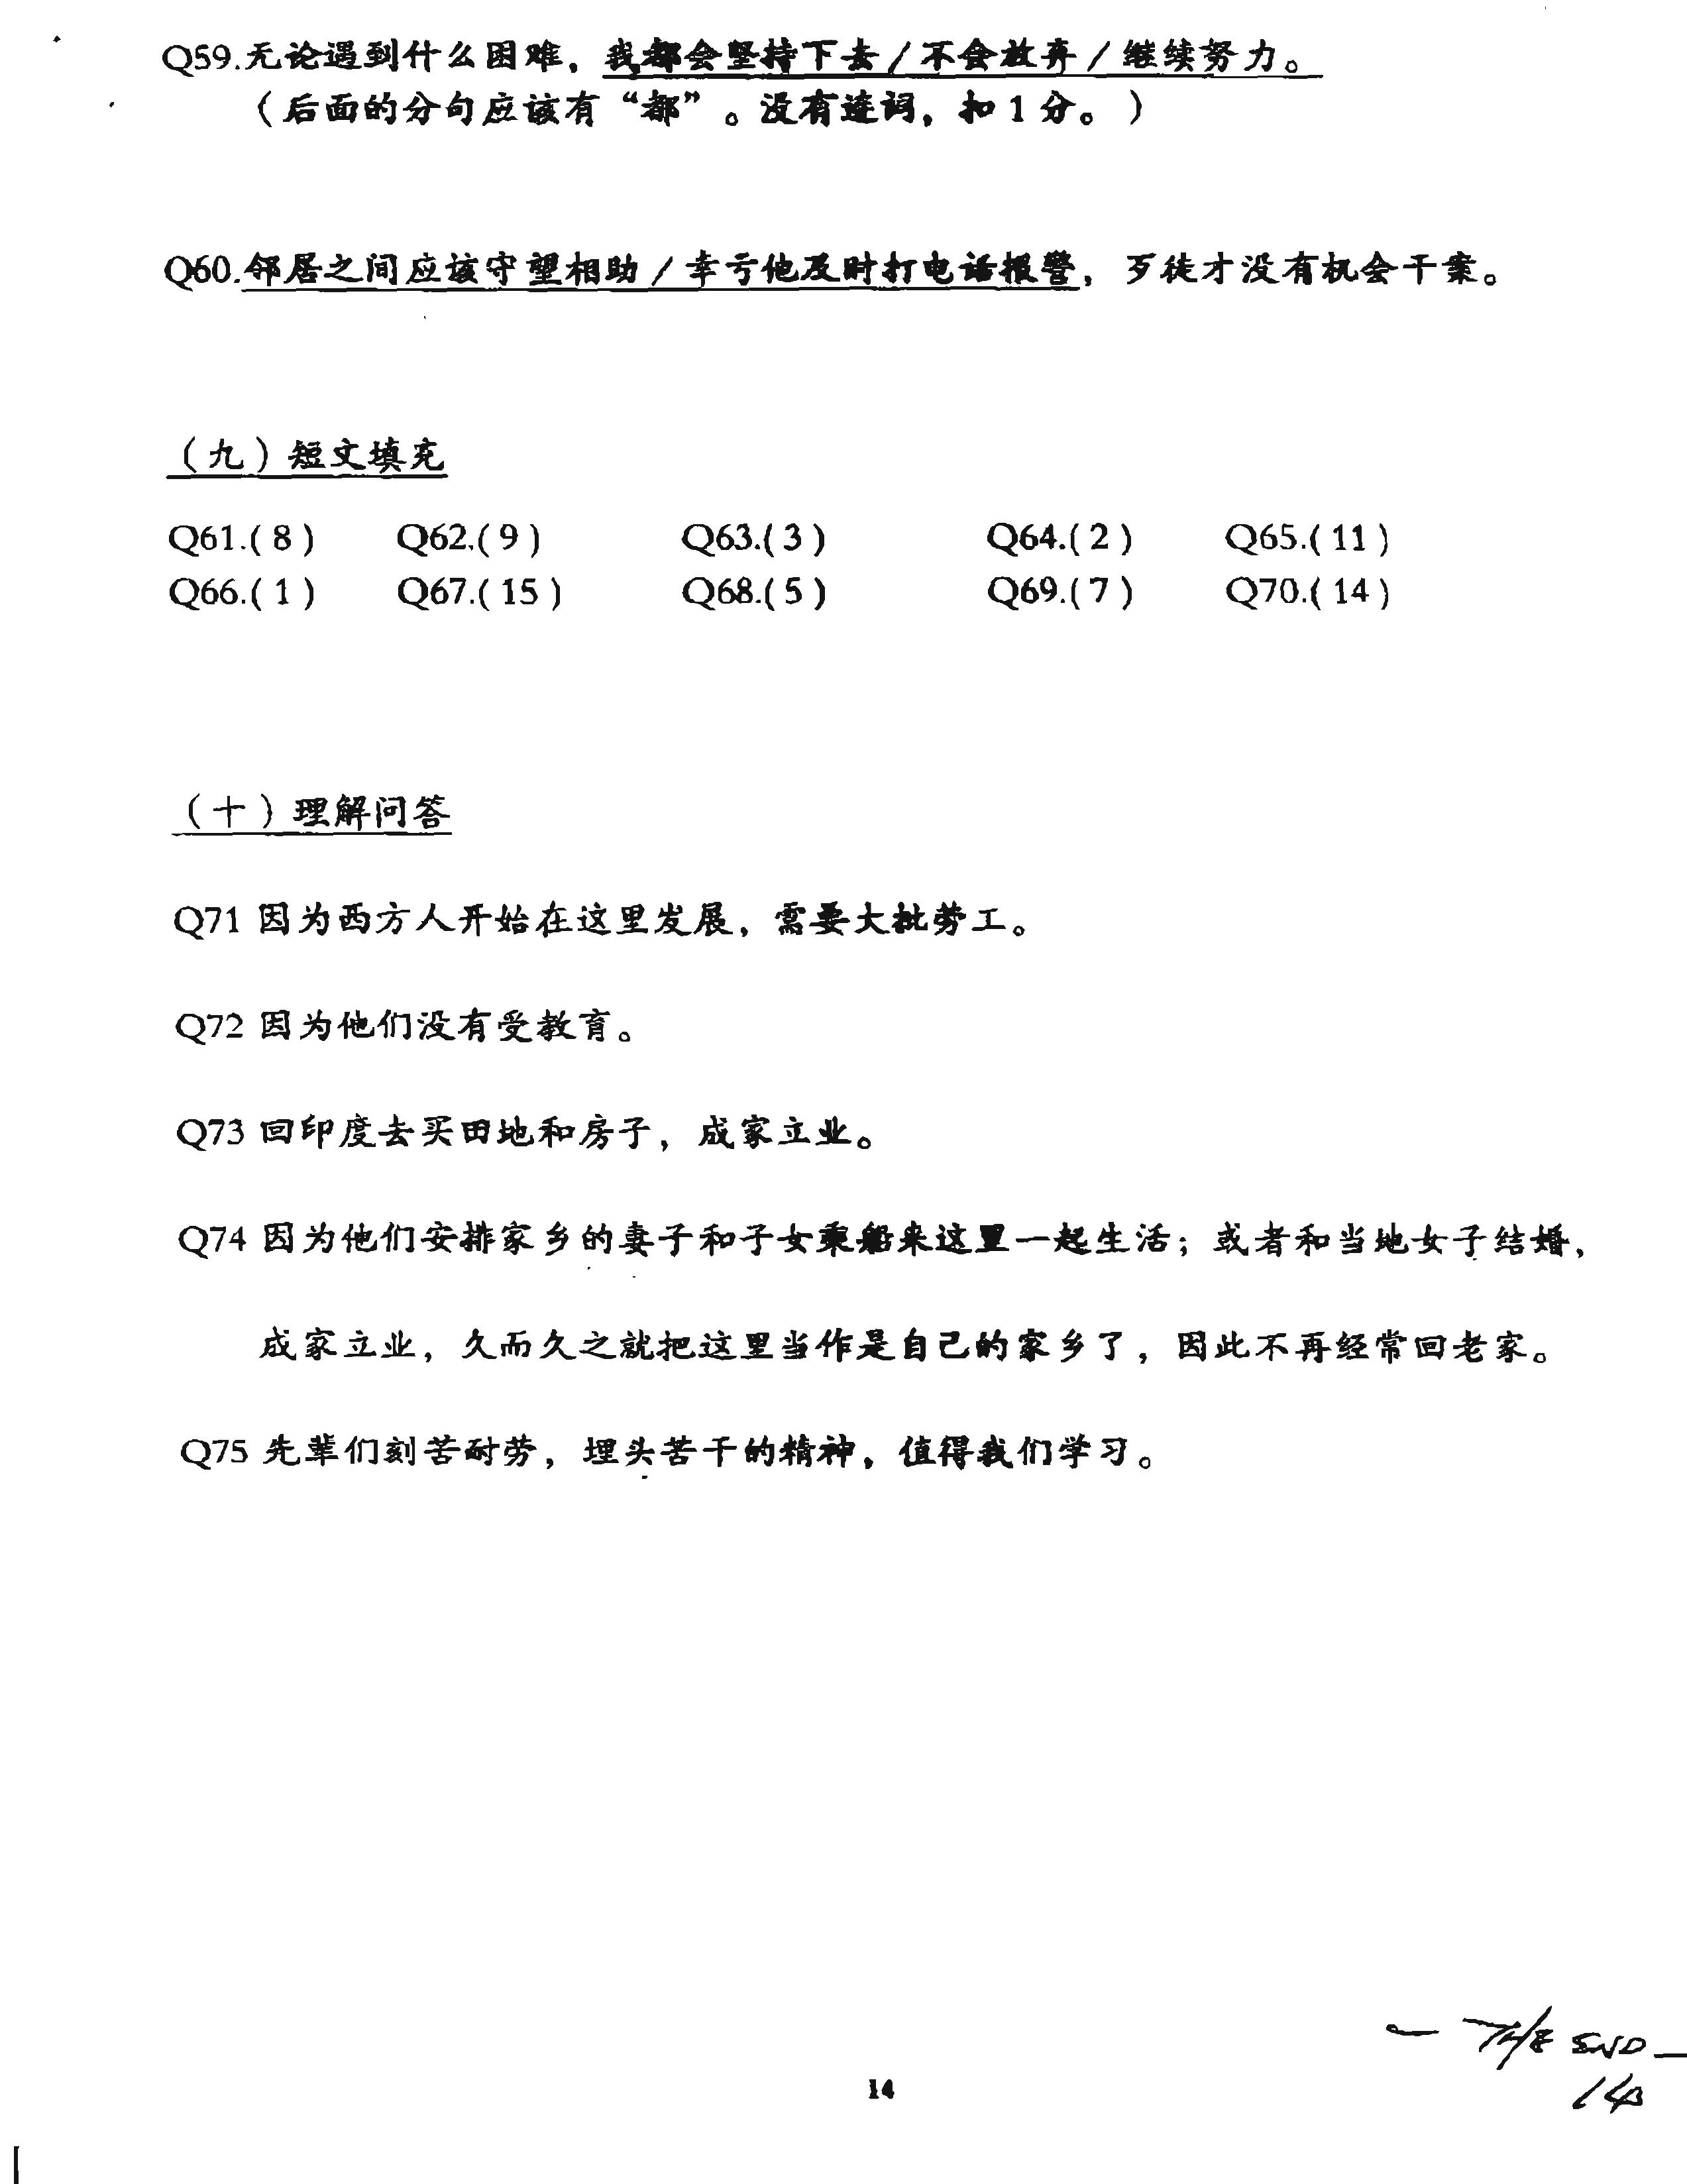 Q59.无论遇到什么困难，我都会坚持下去/不会放弃/继续努力。
（后面的分句应该有“都”。没有连词，扣1分。）
Q60.邻居之间应该守望相助/幸亏他及时打电话报警，歹徒才没有机会干案。
（九）短文填充
Q61.( 8 ) Q62.( 9 ) Q63.( 3 ) Q64.( 2 ) Q65.( 11 )
Q66.( 1 ) Q67.( 15 ) Q68.( 5 ) Q69.( 7 ) Q70.( 14 )
（十）理解问答
Q71 因为西方人开始在这里发展，需要大批劳工。
Q72 因为他们没有受教育。
Q73 回印度去买田地和房子，成家立业。
Q74 因为他们安排家乡的妻子和子女乘船来这里一起生活；或者和当地女子结婚，
成家立业，久而久之就把这里当作是自己的家乡了，因此不再经常回老家。
Q75 先辈们刻苦耐劳，埋头苦干的精神，值得我们学习。
- THE END -
14
14